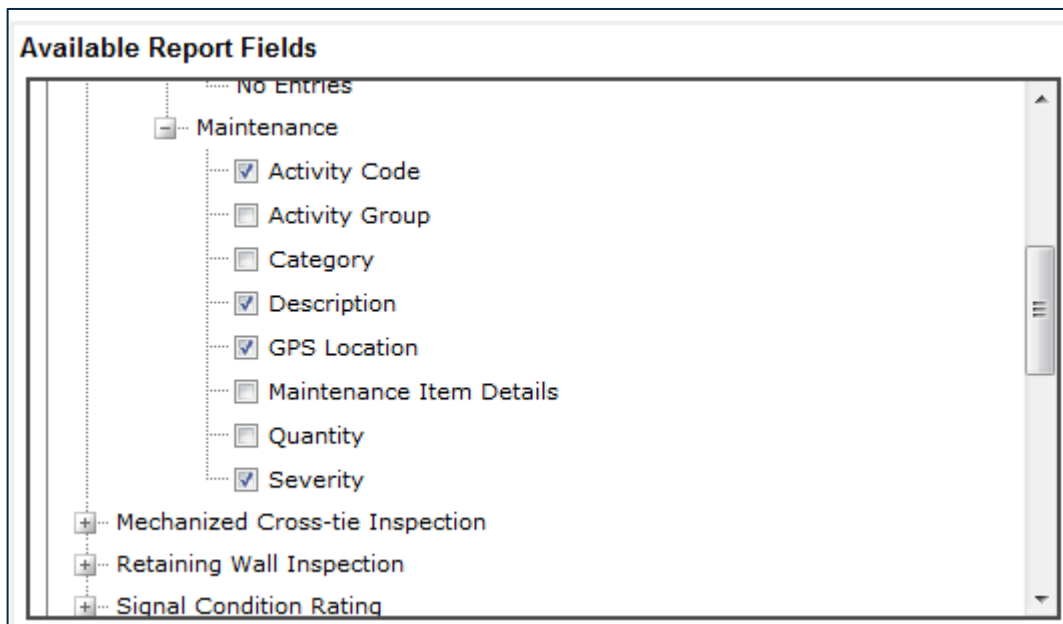 Available Report Fields
No Entries
Maintenance
Activity Code
Activity Group
Category
Description
GPS Location
Maintenance Item Details
Quantity
Severity
Mechanized Cross-tie Inspection
Retaining Wall Inspection
Signal Condition Rating